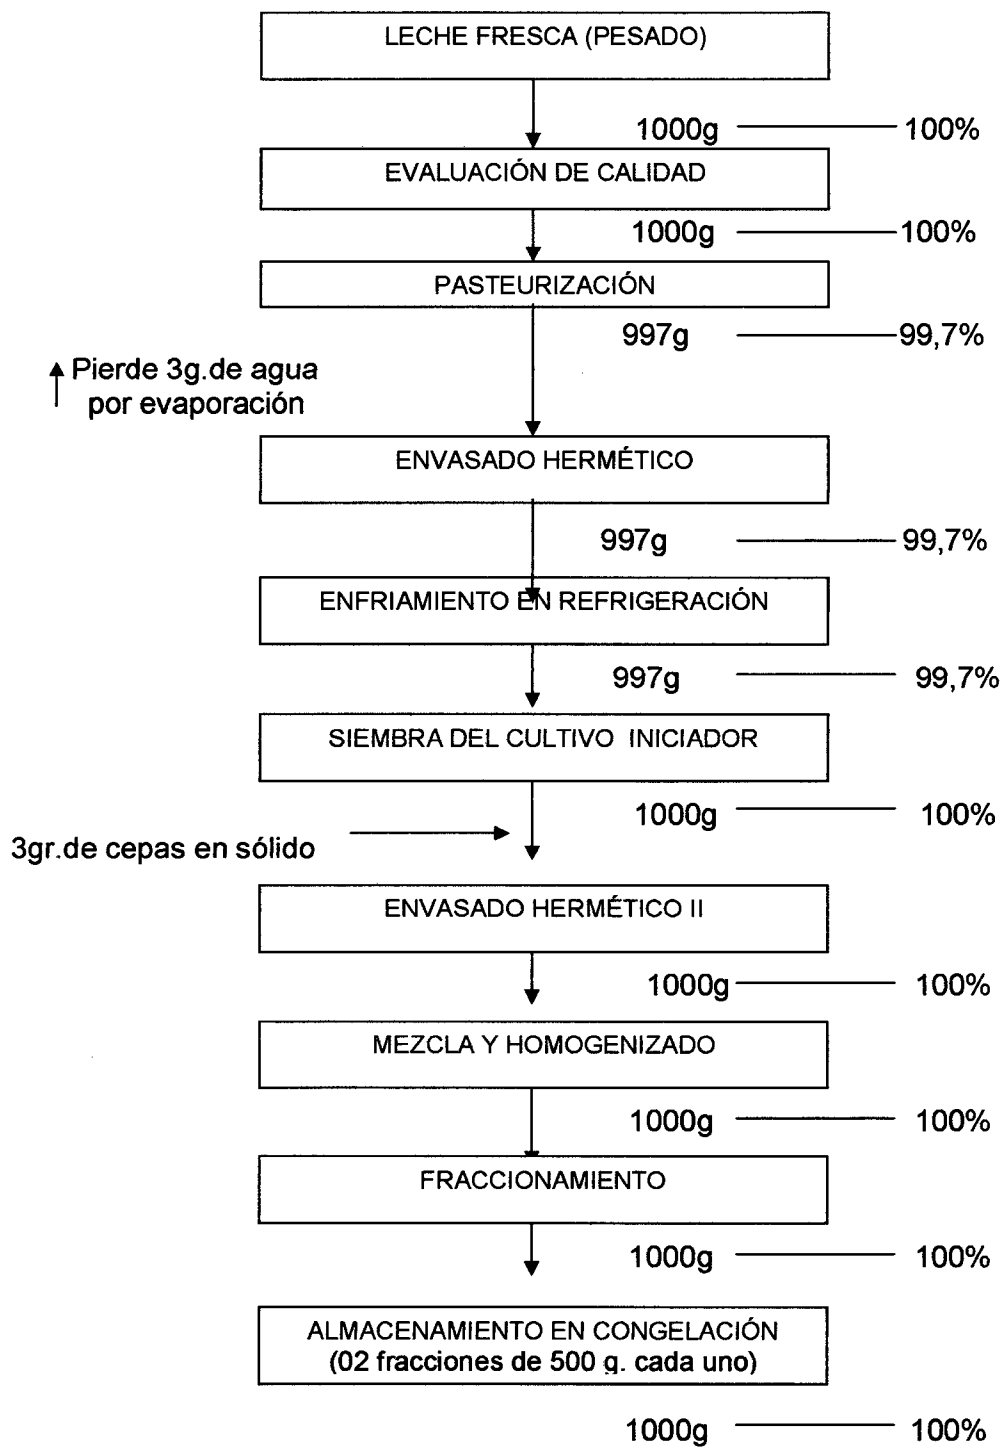 LECHE FRESCA (PESADO)
1000g 100%
EVALUACIÓN DE CALIDAD
1000g 100%
PASTEURIZACIÓN
997g 99,7%
Pierde 3g.de agua
por evaporación
ENVASADO HERMÉTICO
997g 99,7%
ENFRIAMIENTO EN REFRIGERACIÓN
997g 99,7%
SIEMBRA DEL CULTIVO INICIADOR
1000g 100%
3gr.de cepas en sólido
ENVASADO HERMÉTICO II
1000g 100%
MEZCLA Y HOMOGENIZADO
1000g 100%
FRACCIONAMIENTO
1000g 100%
ALMACENAMIENTO EN CONGELACIÓN
(02 fracciones de 500 g. cada uno)
1000g 100%